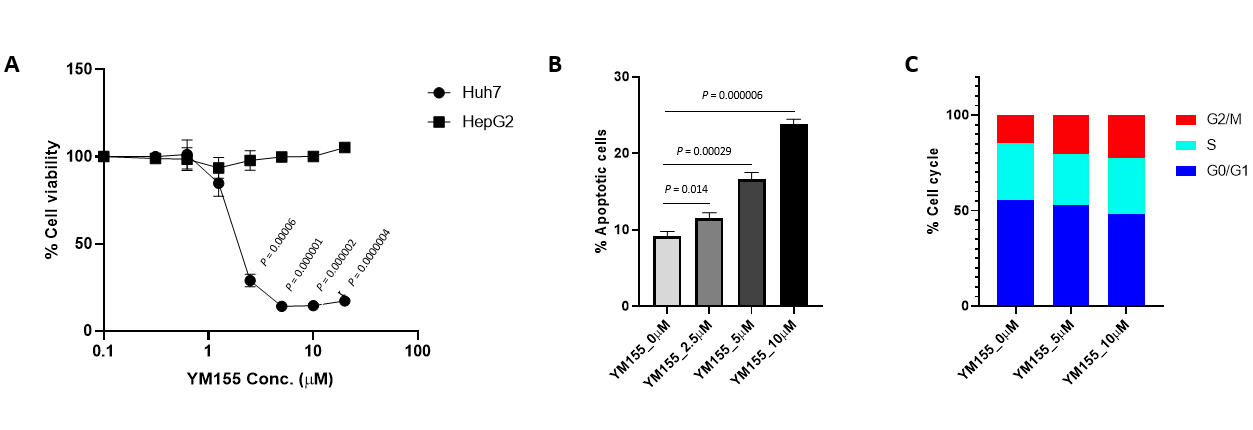 A
150
100
50
0
% Cell viability
0.1
1
10
100
YM155 Conc. (μM)
Huh7
HepG2
P = 0.00006
P = 0.000001
P = 0.000002
P = 0.0000004
B
30
20
10
0
% Apoptotic cells
P = 0.000006
P = 0.00029
P = 0.014
YM155_0μM
YM155_2.5μM
YM155_5μM
YM155_10μM
C
100
50
0
% Cell cycle
YM155_0μM
YM155_5μM
YM155_10μM
G2/M
S
G0/G1